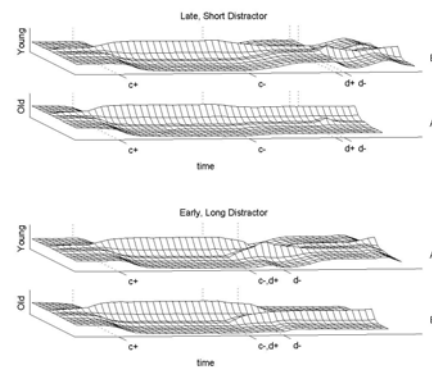 Late, Short Distractor
Young
c+
c-
d+ d-
Old
c+
c-
d+ d-
time
Early, Long Distractor
Young
c+
c-,d+
d-
Old
c+
c-,d+
d-
time